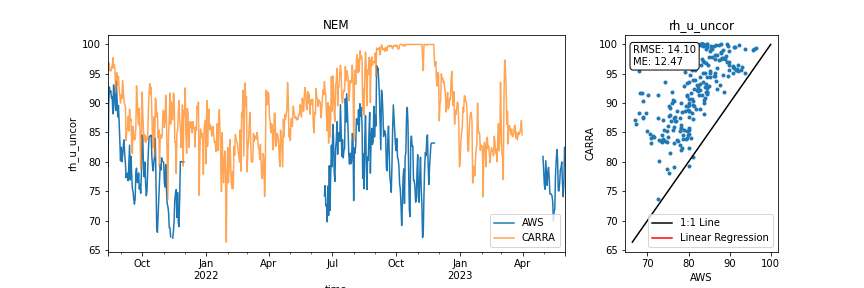 NEM
rh_u_uncor
100
95
90
85
80
75
70
65
rh_u_uncor
Oct
Jan
2022
Apr
Jul
Oct
Jan
2023
Apr
AWS
CARRA
rh_u_uncor
RMSE: 14.10
ME: 12.47
100
95
90
85
80
75
70
65
CARRA
70
80
90
100
AWS
1:1 Line
Linear Regression